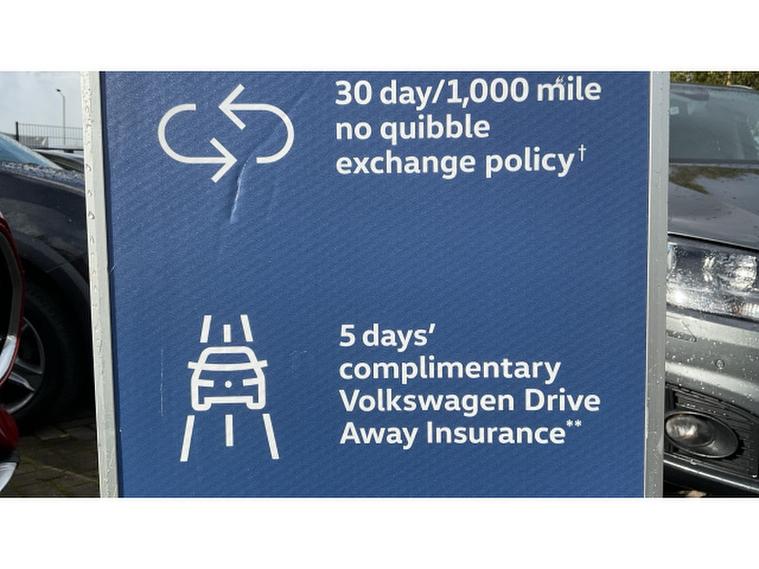 30 day/1,000 mile
no quibble
exchange policy†
5 days’
complimentary
Volkswagen Drive
Away Insurance**